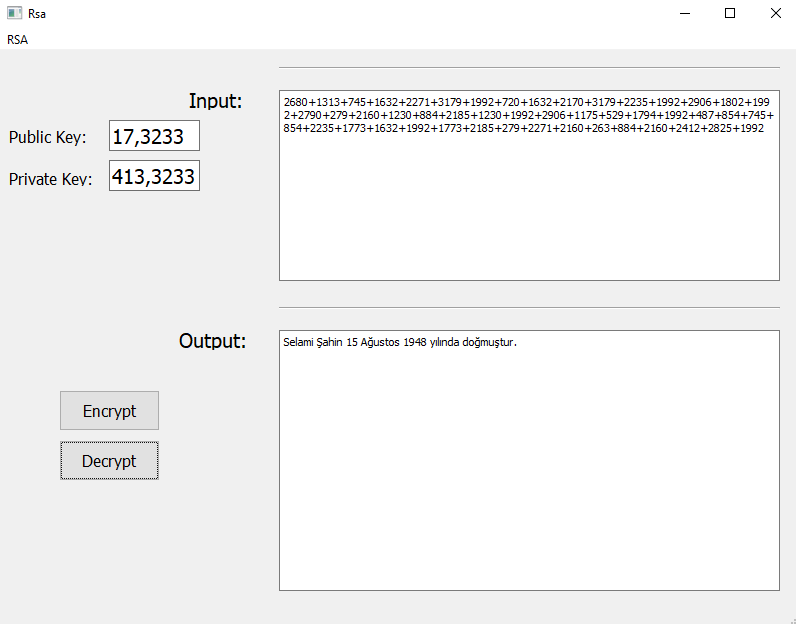 Rsa
RSA
Input:
2680+1313+745+1632+2271+3179+1992+720+1632+2170+3179+2235+1992+2906+1802+199
2+2790+279+2160+1230+884+2185+1230+1992+2906+1175+529+1794+1992+487+854+745+
854+2235+1773+1632+1992+1773+2185+279+2271+2160+263+884+2160+2412+2825+1992
Public Key:
17,3233
Private Key:
413,3233
Output:
Selami Şahin 15 Ağustos 1948 yılında doğmuştur.
Encrypt
Decrypt